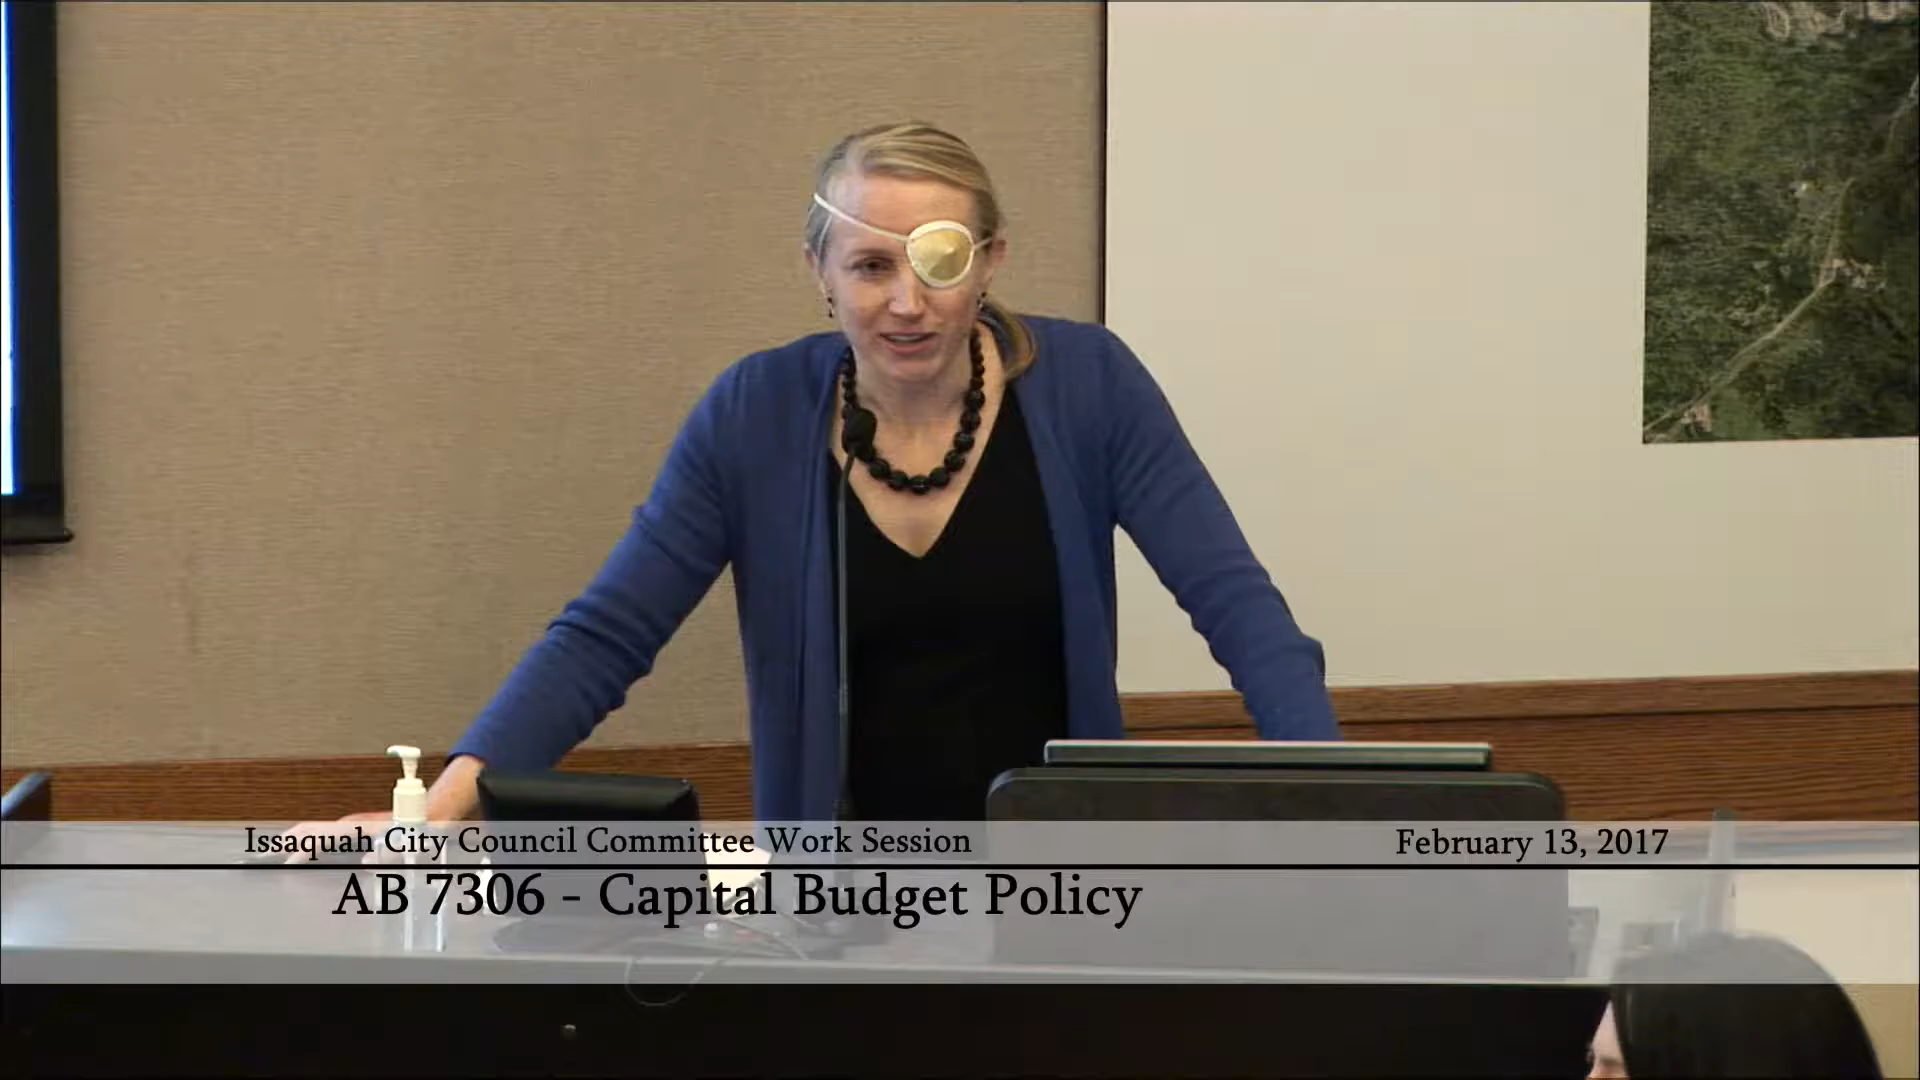 Issaquah City Council Committee Work Session
February 13, 2017
AB 7306 - Capital Budget Policy